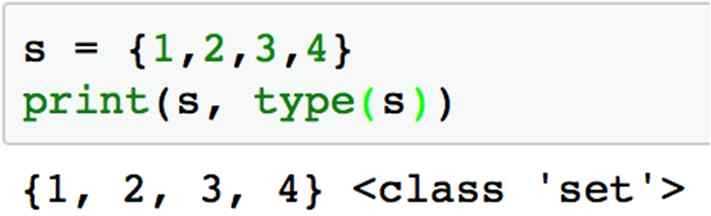 s = {1,2,3,4}
print(s, type(s))
{1, 2, 3, 4} <class 'set'>